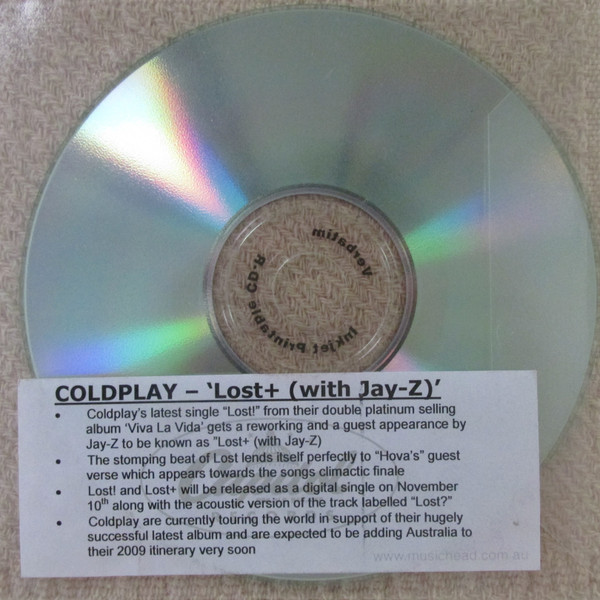 Verbatim
CD-R
Inkjet Printable
COLDPLAY – 'Lost+ (with Jay-Z)'
• Coldplay's latest single "Lost!" from their double platinum selling
album 'Viva La Vida' gets a reworking and a guest appearance by
Jay-Z to be known as "Lost+ (with Jay-Z)
• The stomping beat of Lost lends itself perfectly to "Hova's" guest
verse which appears towards the songs climactic finale
• Lost! and Lost+ will be released as a digital single on November
10th along with the acoustic version of the track labelled "Lost?"
• Coldplay are currently touring the world in support of their hugely
successful latest album and are expected to be adding Australia to
their 2009 itinerary very soon
www.musichead.com.au